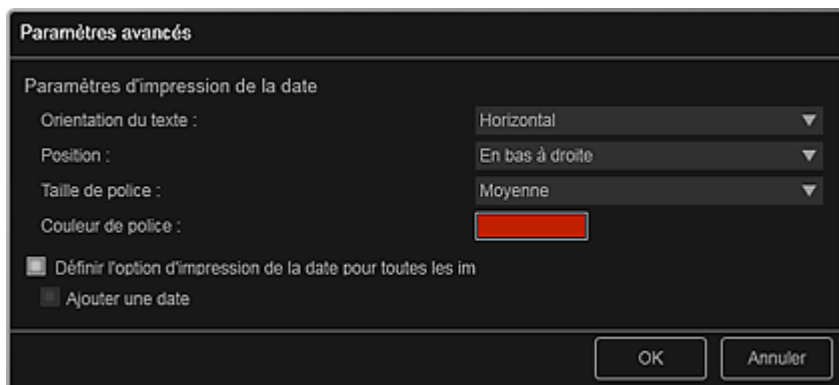 Paramètres avancés
Paramètres d'impression de la date
Orientation du texte : Horizontal
Position : En bas à droite
Taille de police : Moyenne
Couleur de police :
Définir l'option d'impression de la date pour toutes les im
Ajouter une date
OK Annuler